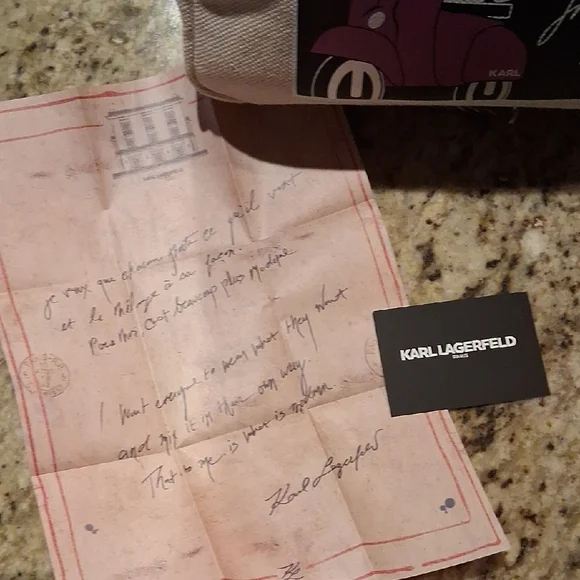 KARL
je veux que chacun porte ce qu'il veut
et le mélange à sa façon.
Pour moi, c'est beaucoup plus moderne
I want everyone to wear what they want
and mix it in their own way.
That to me is what is modern
Karl Lagerfeld
KARL LAGERFELD
PARIS